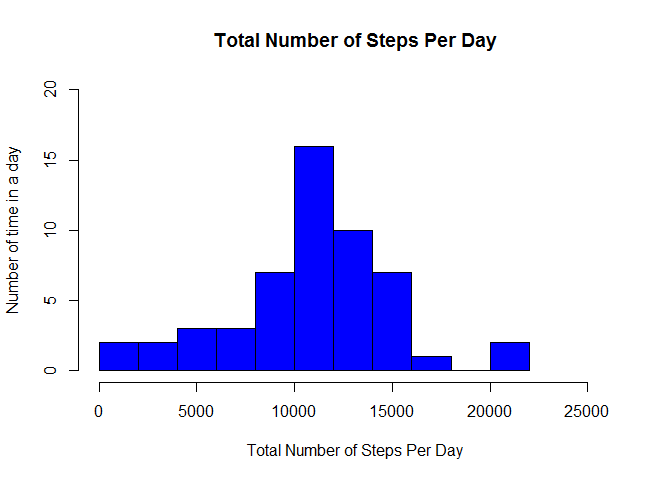 Total Number of Steps Per Day
Number of time in a day
20
15
10
5
0
0 5000 10000 15000 20000 25000
Total Number of Steps Per Day